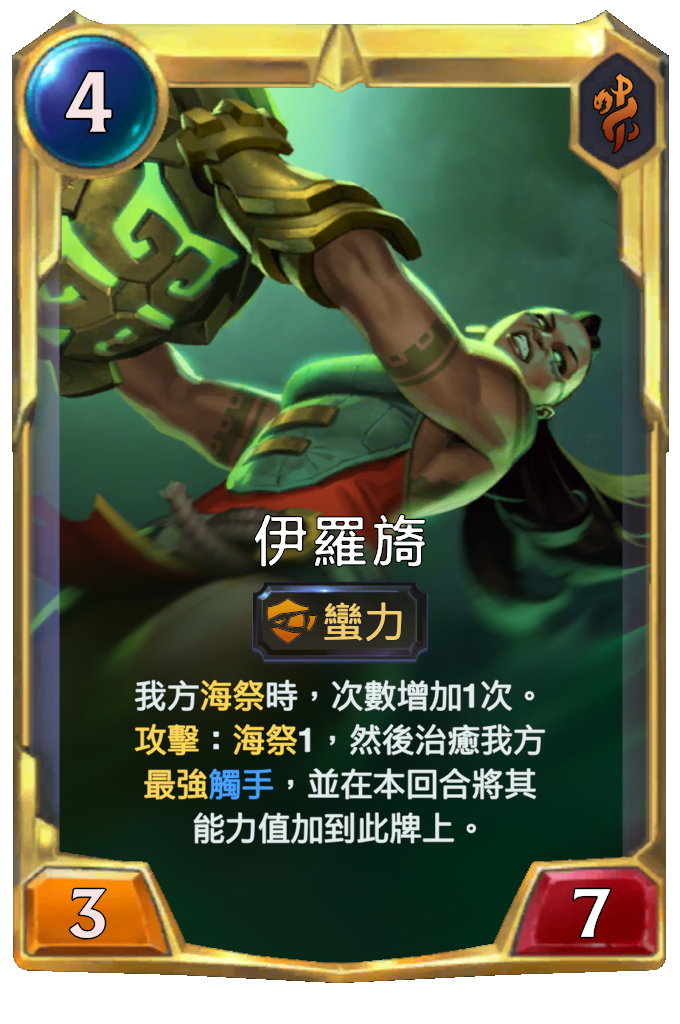 4
伊羅旖
蠻力
我方海祭時，次數增加1次。
攻擊：海祭1，然後治癒我方
最強觸手，並在本回合將其
能力值加到此牌上。
3
7